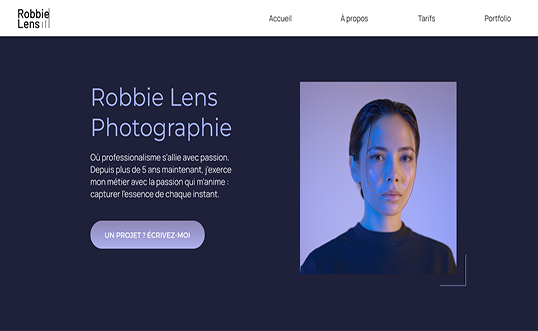 Robbie
Lens
Accueil
À propos
Tarifs
Portfolio
Robbie Lens
Photographie
Où professionalisme s'allie avec passion.
Depuis plus de 5 ans maintenant, j'exerce
mon métier avec la passion qui m'anime :
capturer l'essence de chaque instant.
UN PROJET ? ÉCRIVEZ-MOI